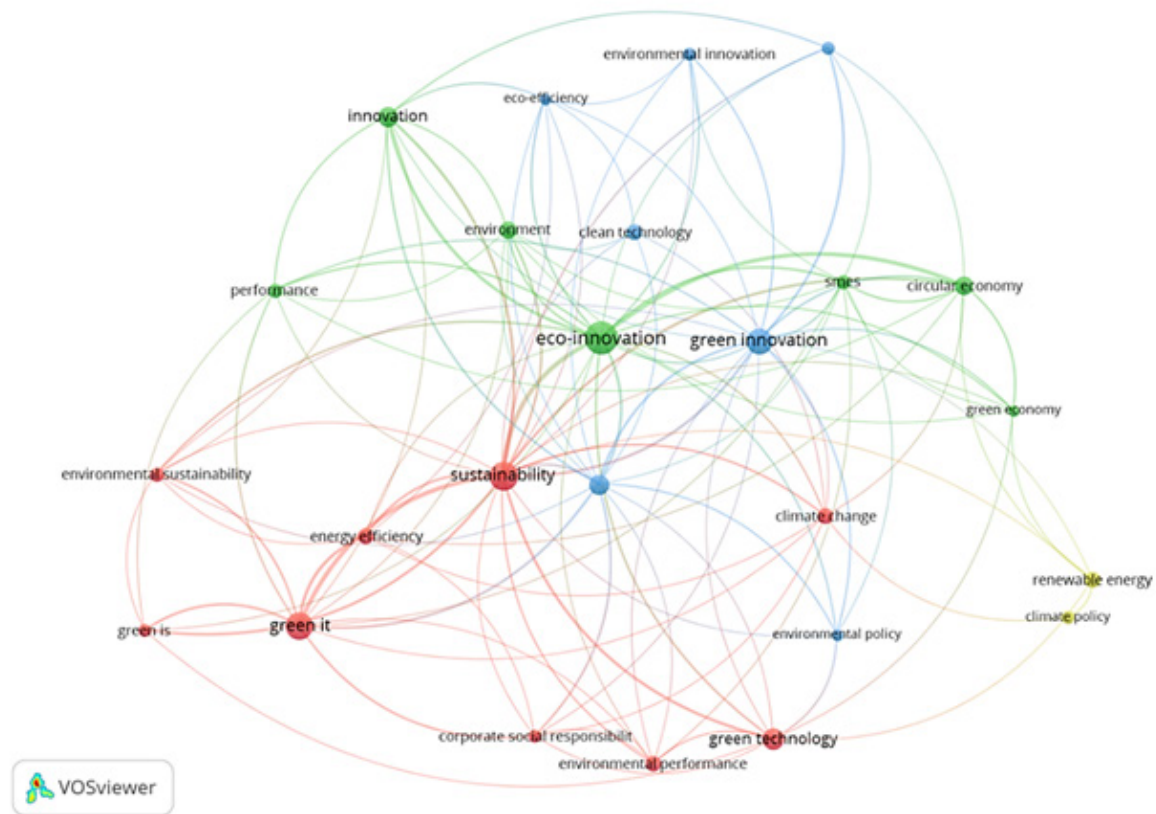 environmental innovation
eco-efficiency
innovation
environment
clean technology
performance
smes
circular economy
eco-innovation
green innovation
green economy
environmental sustainability
sustainability
climate change
energy efficiency
renewable energy
climate policy
green is
green it
environmental policy
corporate social responsibilit
green technology
environmental performance
VOSviewer